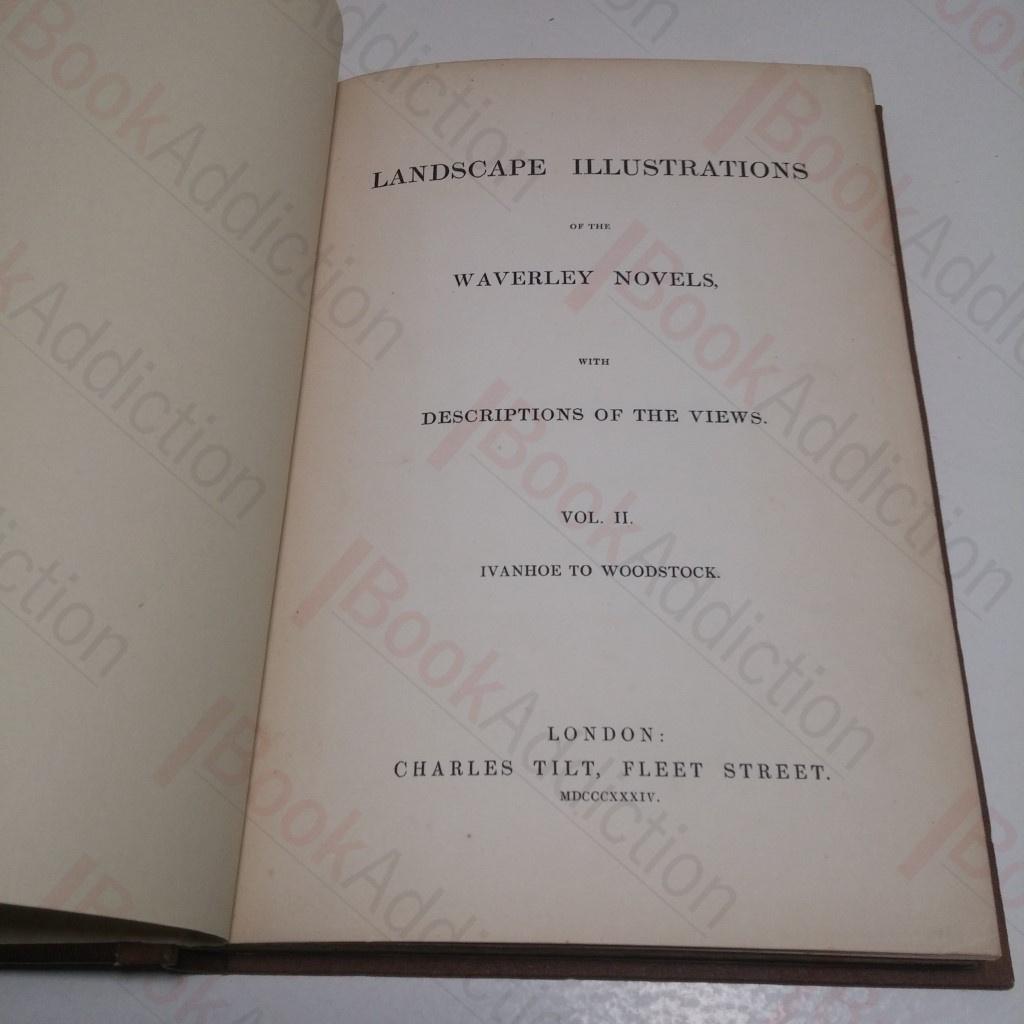 LANDSCAPE ILLUSTRATIONS
OF THE
WAVERLEY NOVELS,
WITH
DESCRIPTIONS OF THE VIEWS.
VOL. II.
IVANHOE TO WOODSTOCK.
LONDON:
CHARLES TILT, FLEET STREET.
MDCCCXXXIV.
BookAddiction